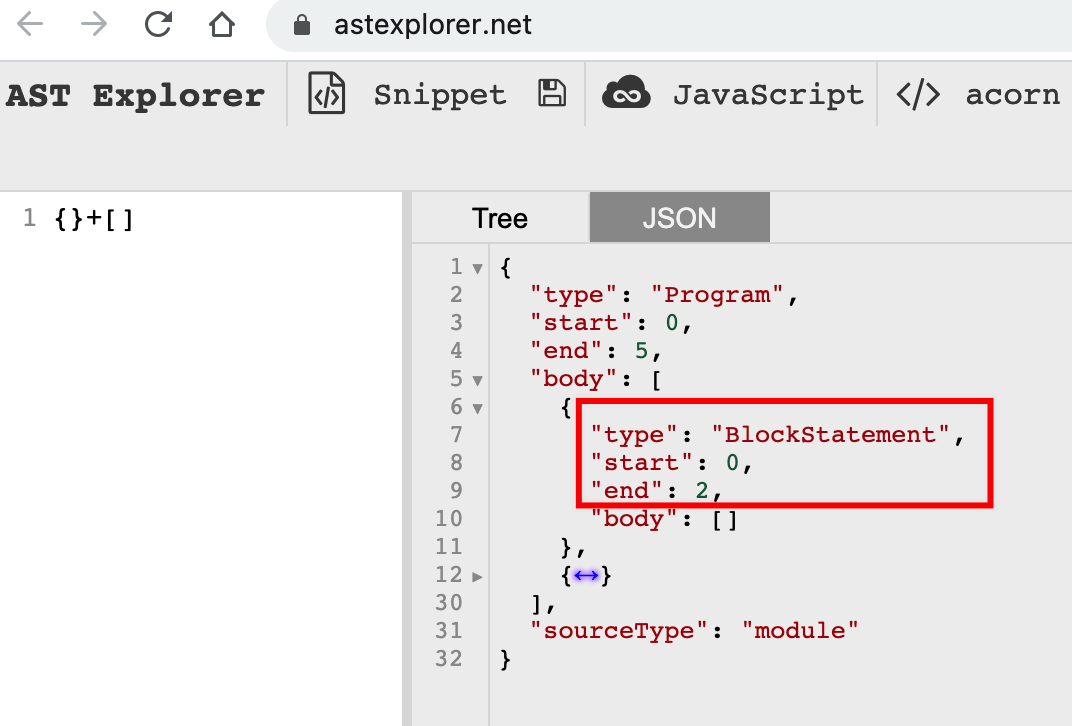 astexplorer.net
AST Explorer </> Snippet JavaScript </> acorn
Tree JSON
1 {}+[]
1 {
2 "type": "Program",
3 "start": 0,
4 "end": 5,
5 "body": [
6 {
7 "type": "BlockStatement",
8 "start": 0,
9 "end": 2,
10 "body": []
11 },
12 {↔}
30 ],
31 "sourceType": "module"
32 }